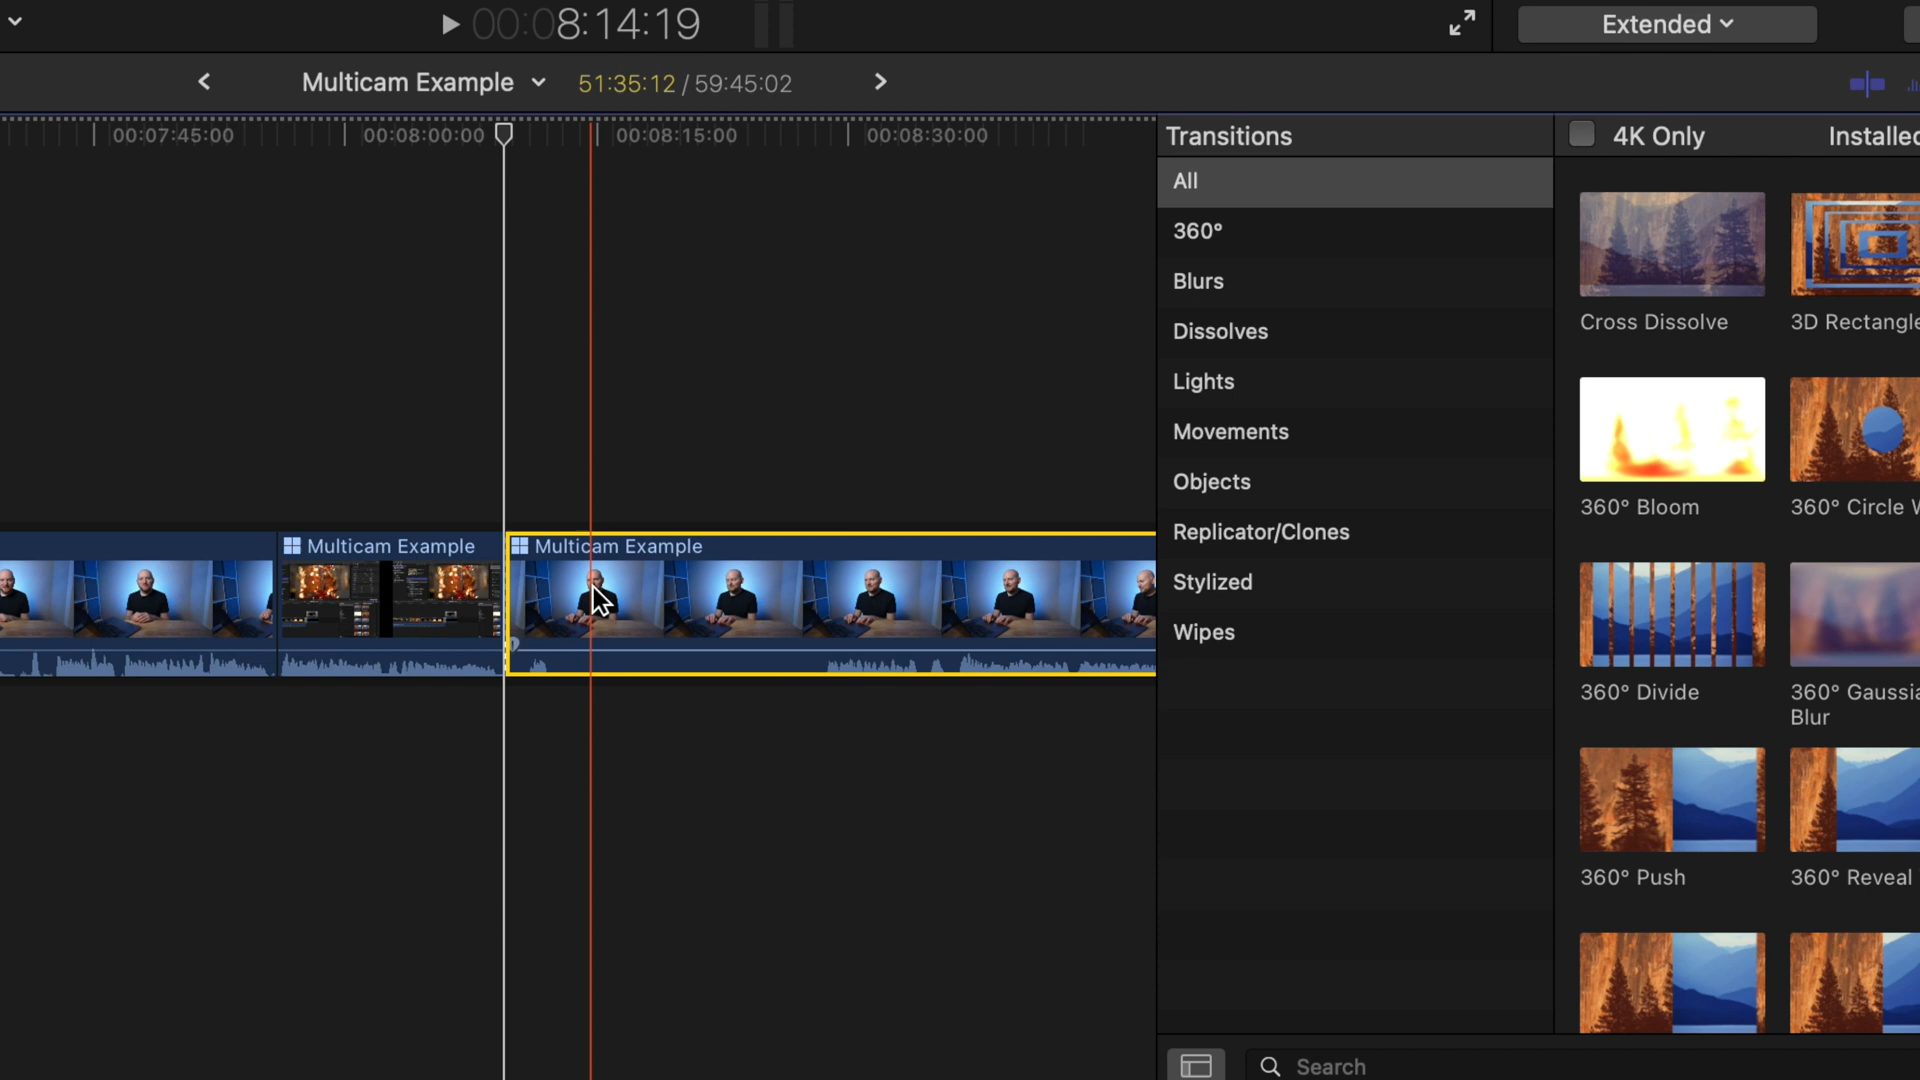 00:08:14:19
Extended
Multicam Example
51:35:12 / 59:45:02
00:07:45:00
00:08:00:00
00:08:15:00
00:08:30:00
Transitions
4K Only
Installed
All
360°
Blurs
Dissolves
Lights
Movements
Objects
Replicator/Clones
Stylized
Wipes
Cross Dissolve
3D Rectangle
360° Bloom
360° Circle W
360° Divide
360° Gaussia
Blur
360° Push
360° Reveal
Multicam Example
Multicam Example
Search